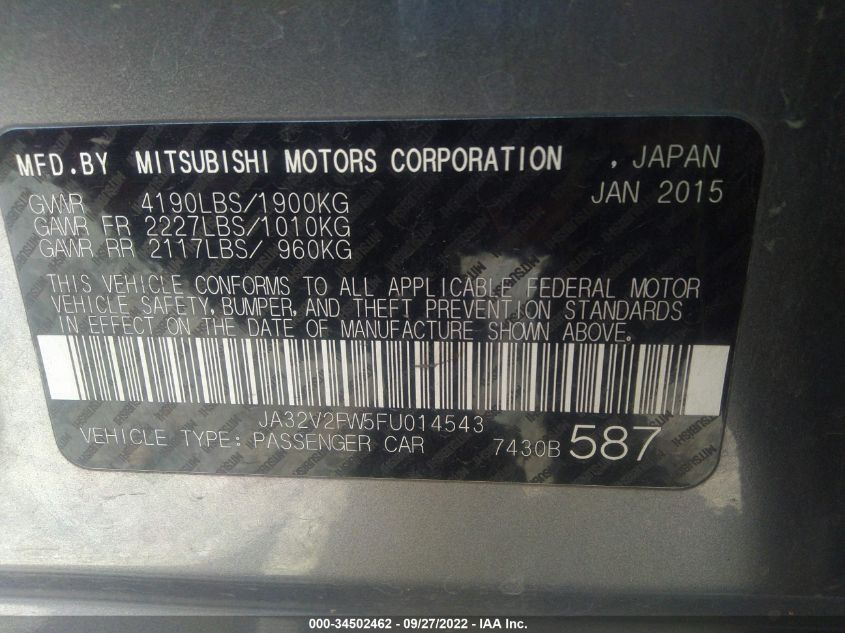 MFD.BY MITSUBISHI MOTORS CORPORATION , JAPAN
JAN 2015
GVWR 4190LBS/1900KG
GAWR FR 2227LBS/1010KG
GAWR RR 2117LBS/ 960KG
THIS VEHICLE CONFORMS TO ALL APPLICABLE FEDERAL MOTOR
VEHICLE SAFETY, BUMPER, AND THEFT PREVENTION STANDARDS
IN EFFECT ON THE DATE OF MANUFACTURE SHOWN ABOVE.
JA32V2FW5FU014543
VEHICLE TYPE: PASSENGER CAR 7430B 587
000-34502462 - 09/27/2022 - IAA Inc.